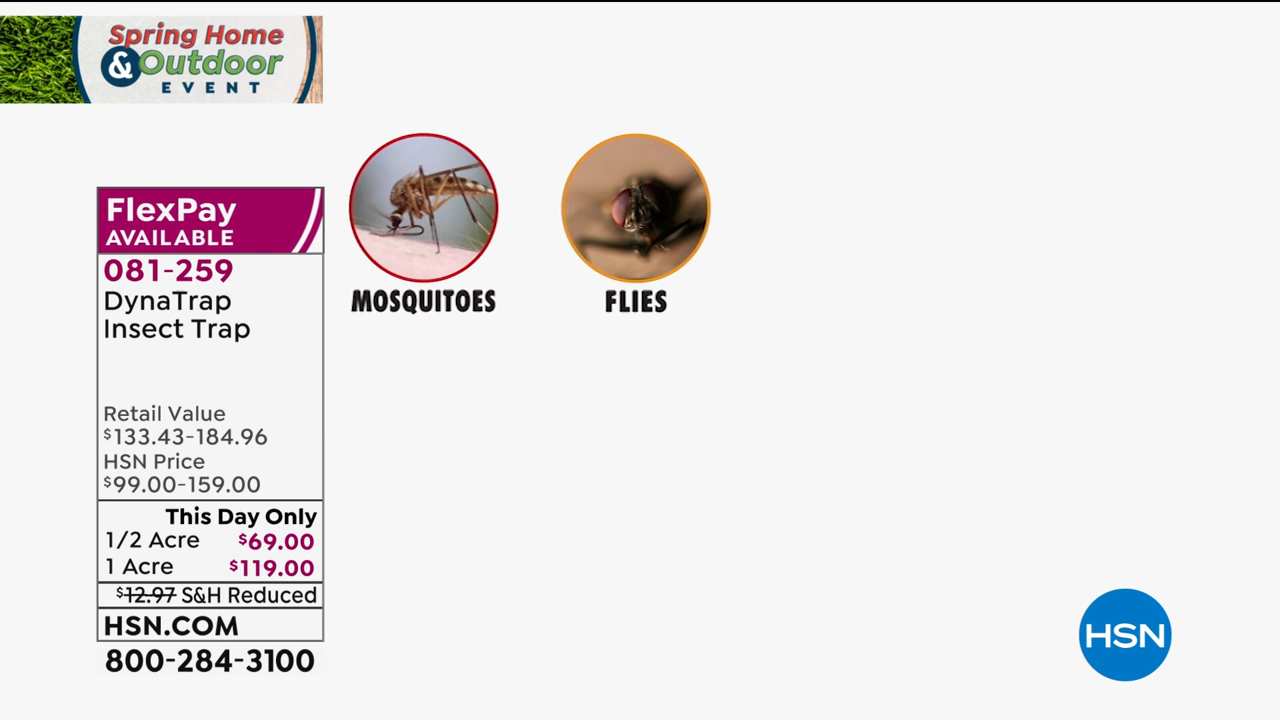 Spring Home
&Outdoor
EVENT
FlexPay
AVAILABLE
081-259
DynaTrap
Insect Trap
Retail Value
$133.43-184.96
HSN Price
$99.00-159.00
This Day Only
1/2 Acre $69.00
1 Acre $119.00
$12.97 S&H Reduced
HSN.COM
800-284-3100
MOSQUITOES
FLIES
HSN